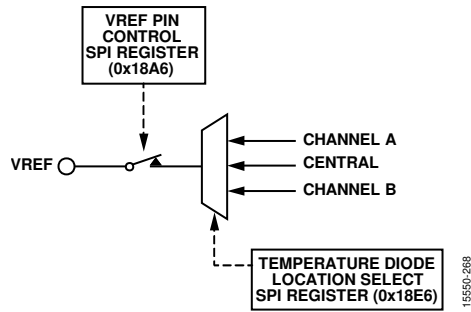 VREF PIN
CONTROL
SPI REGISTER
(0x18A6)
VREF
CHANNEL A
CENTRAL
CHANNEL B
TEMPERATURE DIODE
LOCATION SELECT
SPI REGISTER (0x18E6)
15550-268